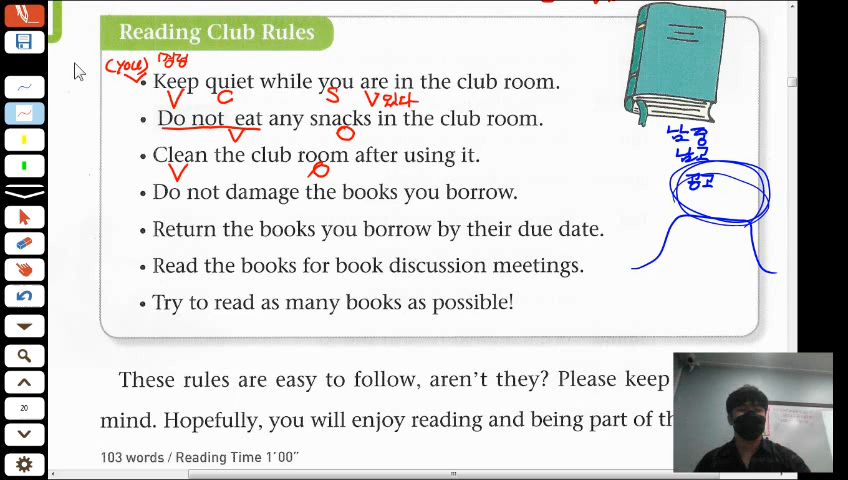 Reading Club Rules
(you) 명령
• Keep quiet while you are in the club room.
V C S V 있다
• Do not eat any snacks in the club room.
V O
• Clean the club room after using it.
V O
• Do not damage the books you borrow.
• Return the books you borrow by their due date.
• Read the books for book discussion meetings.
• Try to read as many books as possible!
남중
남고
공고
These rules are easy to follow, aren't they? Please keep
mind. Hopefully, you will enjoy reading and being part of th
103 words / Reading Time 1'00"
20